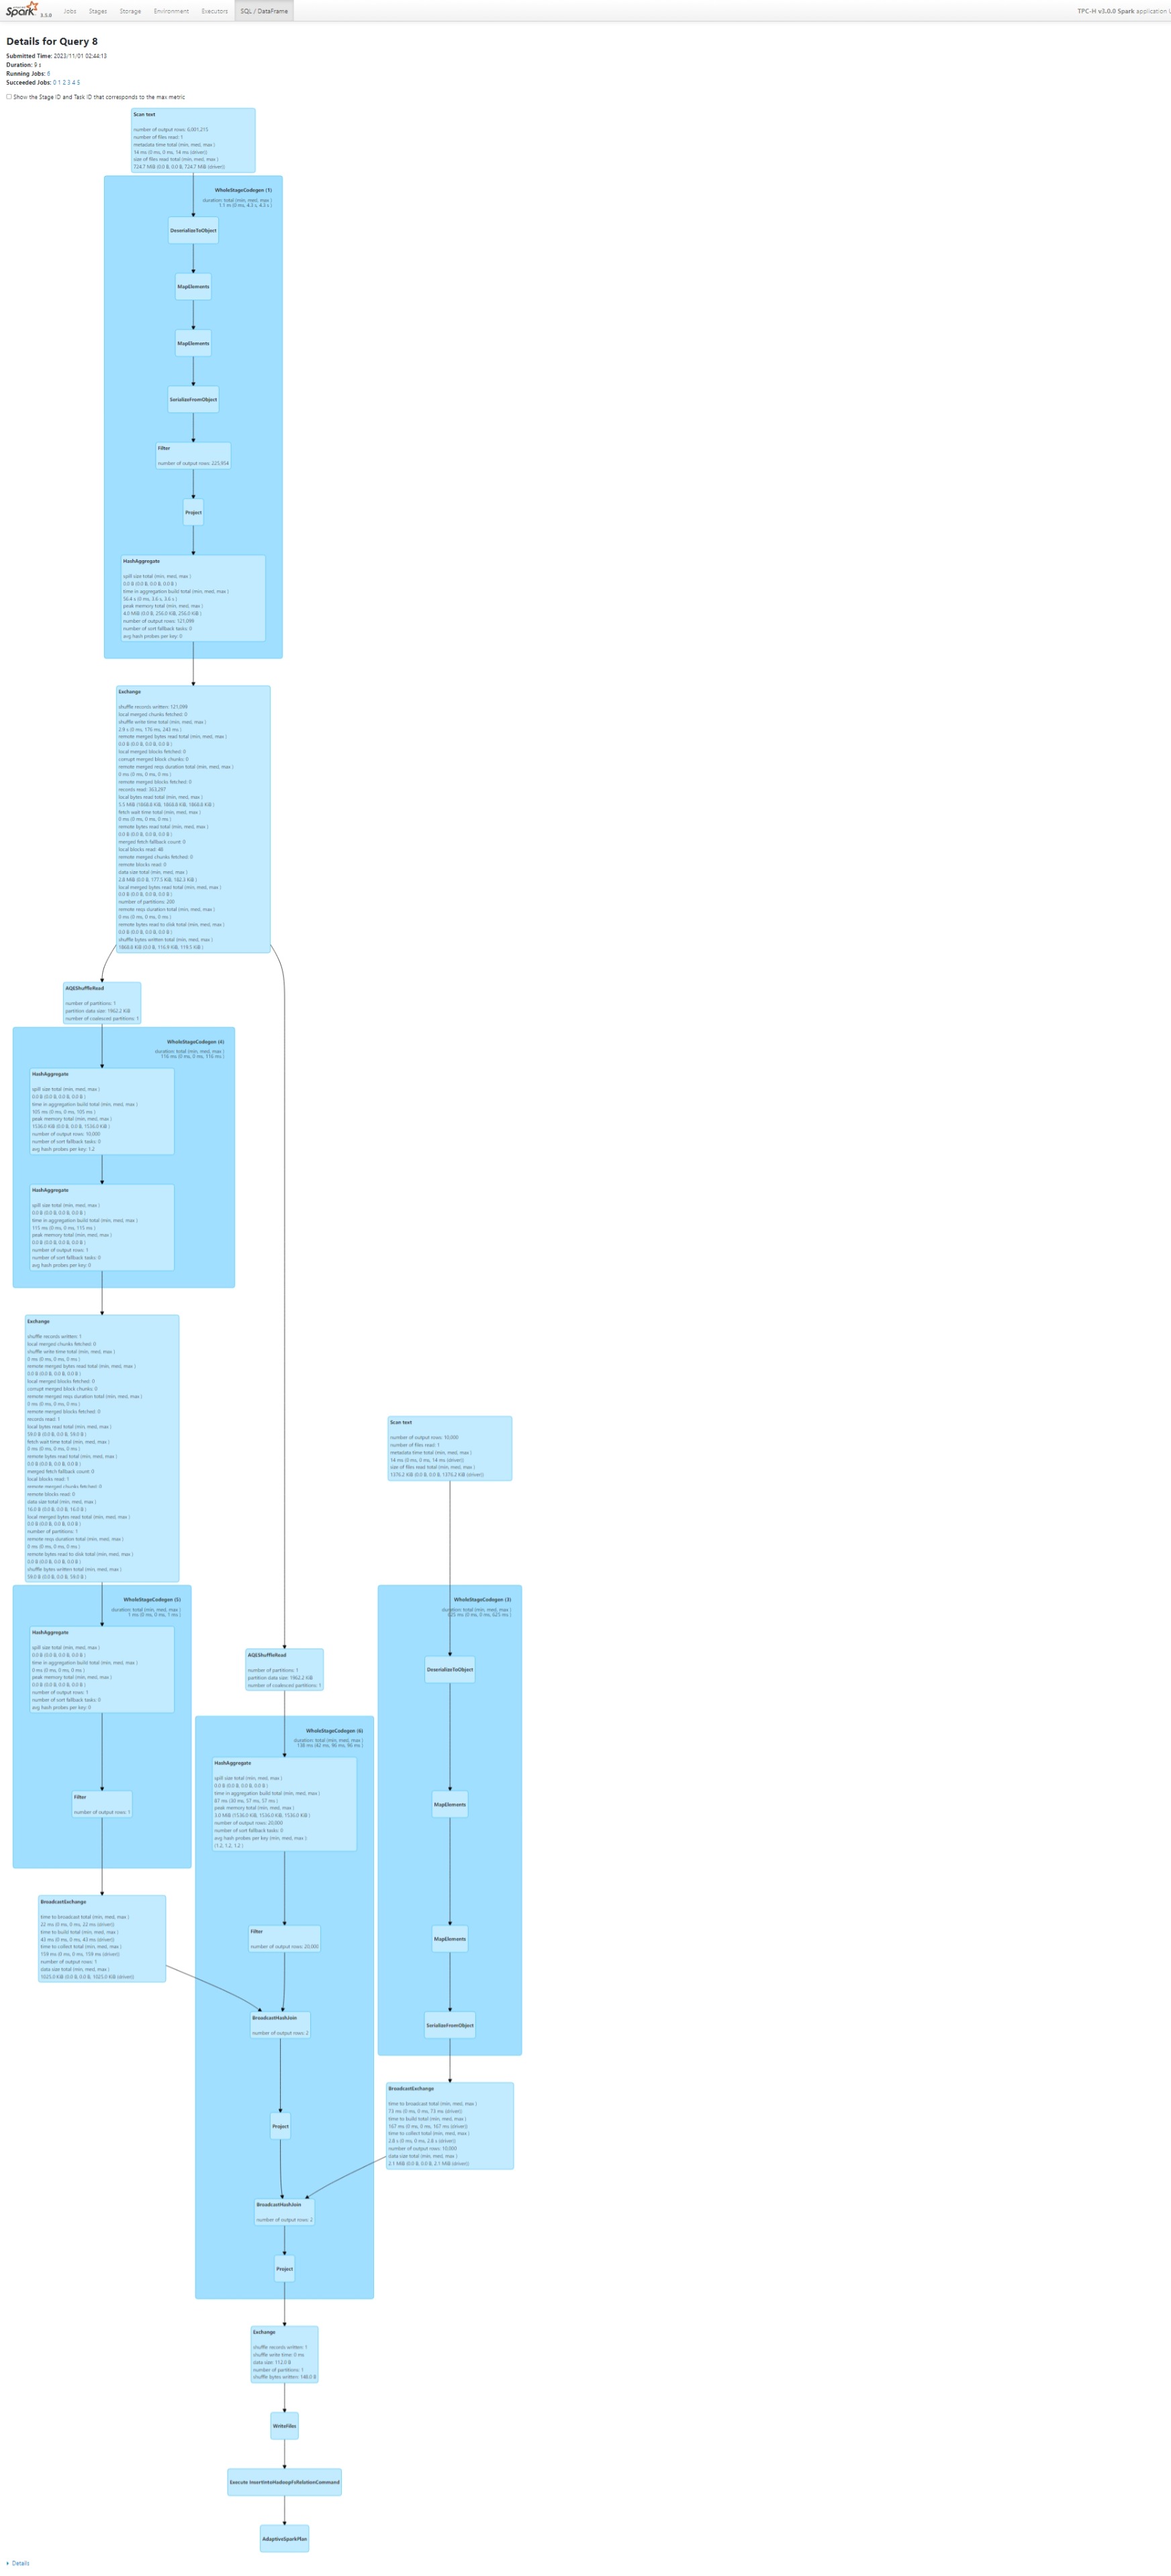 Spark 3.5.0 Jobs Stages Storage Environment Executors SQL / DataFrame TPC-H v3.0.0 Spark application
Details for Query 8
Submitted Time: 2023/11/01 02:44:13
Duration: 9 s
Running Jobs: 6
Succeeded Jobs: 0 1 2 3 4 5
Show the Stage ID and Task ID that corresponds to the max metric
Scan text
number of output rows: 6,001,215
number of files read: 1
metadata time total (min, med, max )
14 ms (0 ms, 0 ms, 14 ms (driver))
size of files read total (min, med, max )
724.7 MiB (0.0 B, 0.0 B, 724.7 MiB (driver))
WholeStageCodegen (1)
duration: total (min, med, max )
1.1 m (0 ms, 4.3 s, 4.3 s )
DeserializeToObject
MapElements
MapElements
SerializeFromObject
Filter
number of output rows: 225,954
Project
HashAggregate
spill size total (min, med, max )
0.0 B (0.0 B, 0.0 B, 0.0 B )
time in aggregation build total (min, med, max )
56.4 s (0 ms, 3.6 s, 3.6 s )
peak memory total (min, med, max )
4.0 MiB (0.0 B, 256.0 KiB, 256.0 KiB )
number of output rows: 121,099
number of sort fallback tasks: 0
avg hash probes per key: 0
Exchange
shuffle records written: 121,099
local merged chunks fetched: 0
shuffle write time total (min, med, max )
2.9 s (0 ms, 176 ms, 243 ms )
remote merged bytes read total (min, med, max )
0.0 B (0.0 B, 0.0 B, 0.0 B )
local merged blocks fetched: 0
corrupt merged block chunks: 0
remote merged reqs duration total (min, med, max )
0 ms (0 ms, 0 ms, 0 ms )
remote merged blocks fetched: 0
records read: 363,297
local bytes read total (min, med, max )
5.5 MiB (1868.8 KiB, 1868.8 KiB, 1868.8 KiB )
fetch wait time total (min, med, max )
0 ms (0 ms, 0 ms, 0 ms )
remote bytes read total (min, med, max )
0.0 B (0.0 B, 0.0 B, 0.0 B )
merged fetch fallback count: 0
local blocks read: 48
remote merged chunks fetched: 0
remote blocks read: 0
data size total (min, med, max )
2.8 MiB (0.0 B, 177.5 KiB, 182.3 KiB )
local merged bytes read total (min, med, max )
0.0 B (0.0 B, 0.0 B, 0.0 B )
number of partitions: 200
remote reqs duration total (min, med, max )
0 ms (0 ms, 0 ms, 0 ms )
remote bytes read to disk total (min, med, max )
0.0 B (0.0 B, 0.0 B, 0.0 B )
shuffle bytes written total (min, med, max )
1868.8 KiB (0.0 B, 116.9 KiB, 119.5 KiB )
AQEShuffleRead
number of partitions: 1
partition data size: 1962.2 KiB
number of coalesced partitions: 1
WholeStageCodegen (4)
duration: total (min, med, max )
116 ms (0 ms, 0 ms, 116 ms )
HashAggregate
spill size total (min, med, max )
0.0 B (0.0 B, 0.0 B, 0.0 B )
time in aggregation build total (min, med, max )
105 ms (0 ms, 0 ms, 105 ms )
peak memory total (min, med, max )
1536.0 KiB (0.0 B, 0.0 B, 1536.0 KiB )
number of output rows: 10,000
number of sort fallback tasks: 0
avg hash probes per key: 1.2
HashAggregate
spill size total (min, med, max )
0.0 B (0.0 B, 0.0 B, 0.0 B )
time in aggregation build total (min, med, max )
115 ms (0 ms, 0 ms, 115 ms )
peak memory total (min, med, max )
0.0 B (0.0 B, 0.0 B, 0.0 B )
number of output rows: 1
number of sort fallback tasks: 0
avg hash probes per key: 0
Exchange
shuffle records written: 1
local merged chunks fetched: 0
shuffle write time total (min, med, max )
0 ms (0 ms, 0 ms, 0 ms )
remote merged bytes read total (min, med, max )
0.0 B (0.0 B, 0.0 B, 0.0 B )
local merged blocks fetched: 0
corrupt merged block chunks: 0
remote merged reqs duration total (min, med, max )
0 ms (0 ms, 0 ms, 0 ms )
remote merged blocks fetched: 0
records read: 1
local bytes read total (min, med, max )
59.0 B (0.0 B, 0.0 B, 59.0 B )
fetch wait time total (min, med, max )
0 ms (0 ms, 0 ms, 0 ms )
remote bytes read total (min, med, max )
0.0 B (0.0 B, 0.0 B, 0.0 B )
merged fetch fallback count: 0
local blocks read: 1
remote merged chunks fetched: 0
remote blocks read: 0
data size total (min, med, max )
16.0 B (0.0 B, 0.0 B, 16.0 B )
local merged bytes read total (min, med, max )
0.0 B (0.0 B, 0.0 B, 0.0 B )
number of partitions: 1
remote reqs duration total (min, med, max )
0 ms (0 ms, 0 ms, 0 ms )
remote bytes read to disk total (min, med, max )
0.0 B (0.0 B, 0.0 B, 0.0 B )
shuffle bytes written total (min, med, max )
59.0 B (0.0 B, 0.0 B, 59.0 B )
Scan text
number of output rows: 10,000
number of files read: 1
metadata time total (min, med, max )
14 ms (0 ms, 0 ms, 14 ms (driver))
size of files read total (min, med, max )
1376.2 KiB (0.0 B, 0.0 B, 1376.2 KiB (driver))
WholeStageCodegen (5)
duration: total (min, med, max )
1 ms (0 ms, 0 ms, 1 ms )
HashAggregate
spill size total (min, med, max )
0.0 B (0.0 B, 0.0 B, 0.0 B )
time in aggregation build total (min, med, max )
0 ms (0 ms, 0 ms, 0 ms )
peak memory total (min, med, max )
0.0 B (0.0 B, 0.0 B, 0.0 B )
number of output rows: 1
number of sort fallback tasks: 0
avg hash probes per key: 0
Filter
number of output rows: 1
BroadcastExchange
time to broadcast total (min, med, max )
22 ms (0 ms, 0 ms, 22 ms (driver))
time to build total (min, med, max )
43 ms (0 ms, 0 ms, 43 ms (driver))
time to collect total (min, med, max )
159 ms (0 ms, 0 ms, 159 ms (driver))
number of output rows: 1
data size total (min, med, max )
1025.0 KiB (0.0 B, 0.0 B, 1025.0 KiB (driver))
AQEShuffleRead
number of partitions: 1
partition data size: 1962.2 KiB
number of coalesced partitions: 1
WholeStageCodegen (6)
duration: total (min, med, max )
138 ms (42 ms, 96 ms, 96 ms )
HashAggregate
spill size total (min, med, max )
0.0 B (0.0 B, 0.0 B, 0.0 B )
time in aggregation build total (min, med, max )
87 ms (30 ms, 57 ms, 57 ms )
peak memory total (min, med, max )
3.0 MiB (1536.0 KiB, 1536.0 KiB, 1536.0 KiB )
number of output rows: 20,000
number of sort fallback tasks: 0
avg hash probes per key (min, med, max )
(1.2, 1.2, 1.2 )
Filter
number of output rows: 20,000
BroadcastHashJoin
number of output rows: 2
Project
WholeStageCodegen (3)
duration: total (min, med, max )
625 ms (0 ms, 0 ms, 625 ms )
DeserializeToObject
MapElements
MapElements
SerializeFromObject
BroadcastExchange
time to broadcast total (min, med, max )
73 ms (0 ms, 0 ms, 73 ms (driver))
time to build total (min, med, max )
167 ms (0 ms, 0 ms, 167 ms (driver))
time to collect total (min, med, max )
2.8 s (0 ms, 0 ms, 2.8 s (driver))
number of output rows: 10,000
data size total (min, med, max )
2.1 MiB (0.0 B, 0.0 B, 2.1 MiB (driver))
BroadcastHashJoin
number of output rows: 2
Project
Exchange
shuffle records written: 1
shuffle write time: 0 ms
data size: 112.0 B
number of partitions: 1
shuffle bytes written: 148.0 B
WriteFiles
Execute InsertIntoHadoopFsRelationCommand
AdaptiveSparkPlan
Details